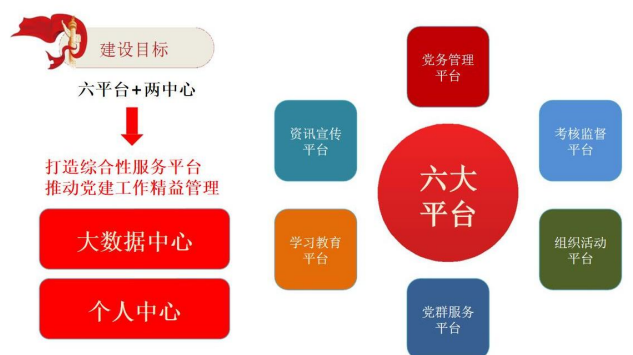 建设目标
六平台+两中心
打造综合性服务平台
推动党建工作精益管理
大数据中心
个人中心
党务管理
平台
资讯宣传
平台
考核监督
平台
六大
平台
学习教育
平台
组织活动
平台
党群服务
平台